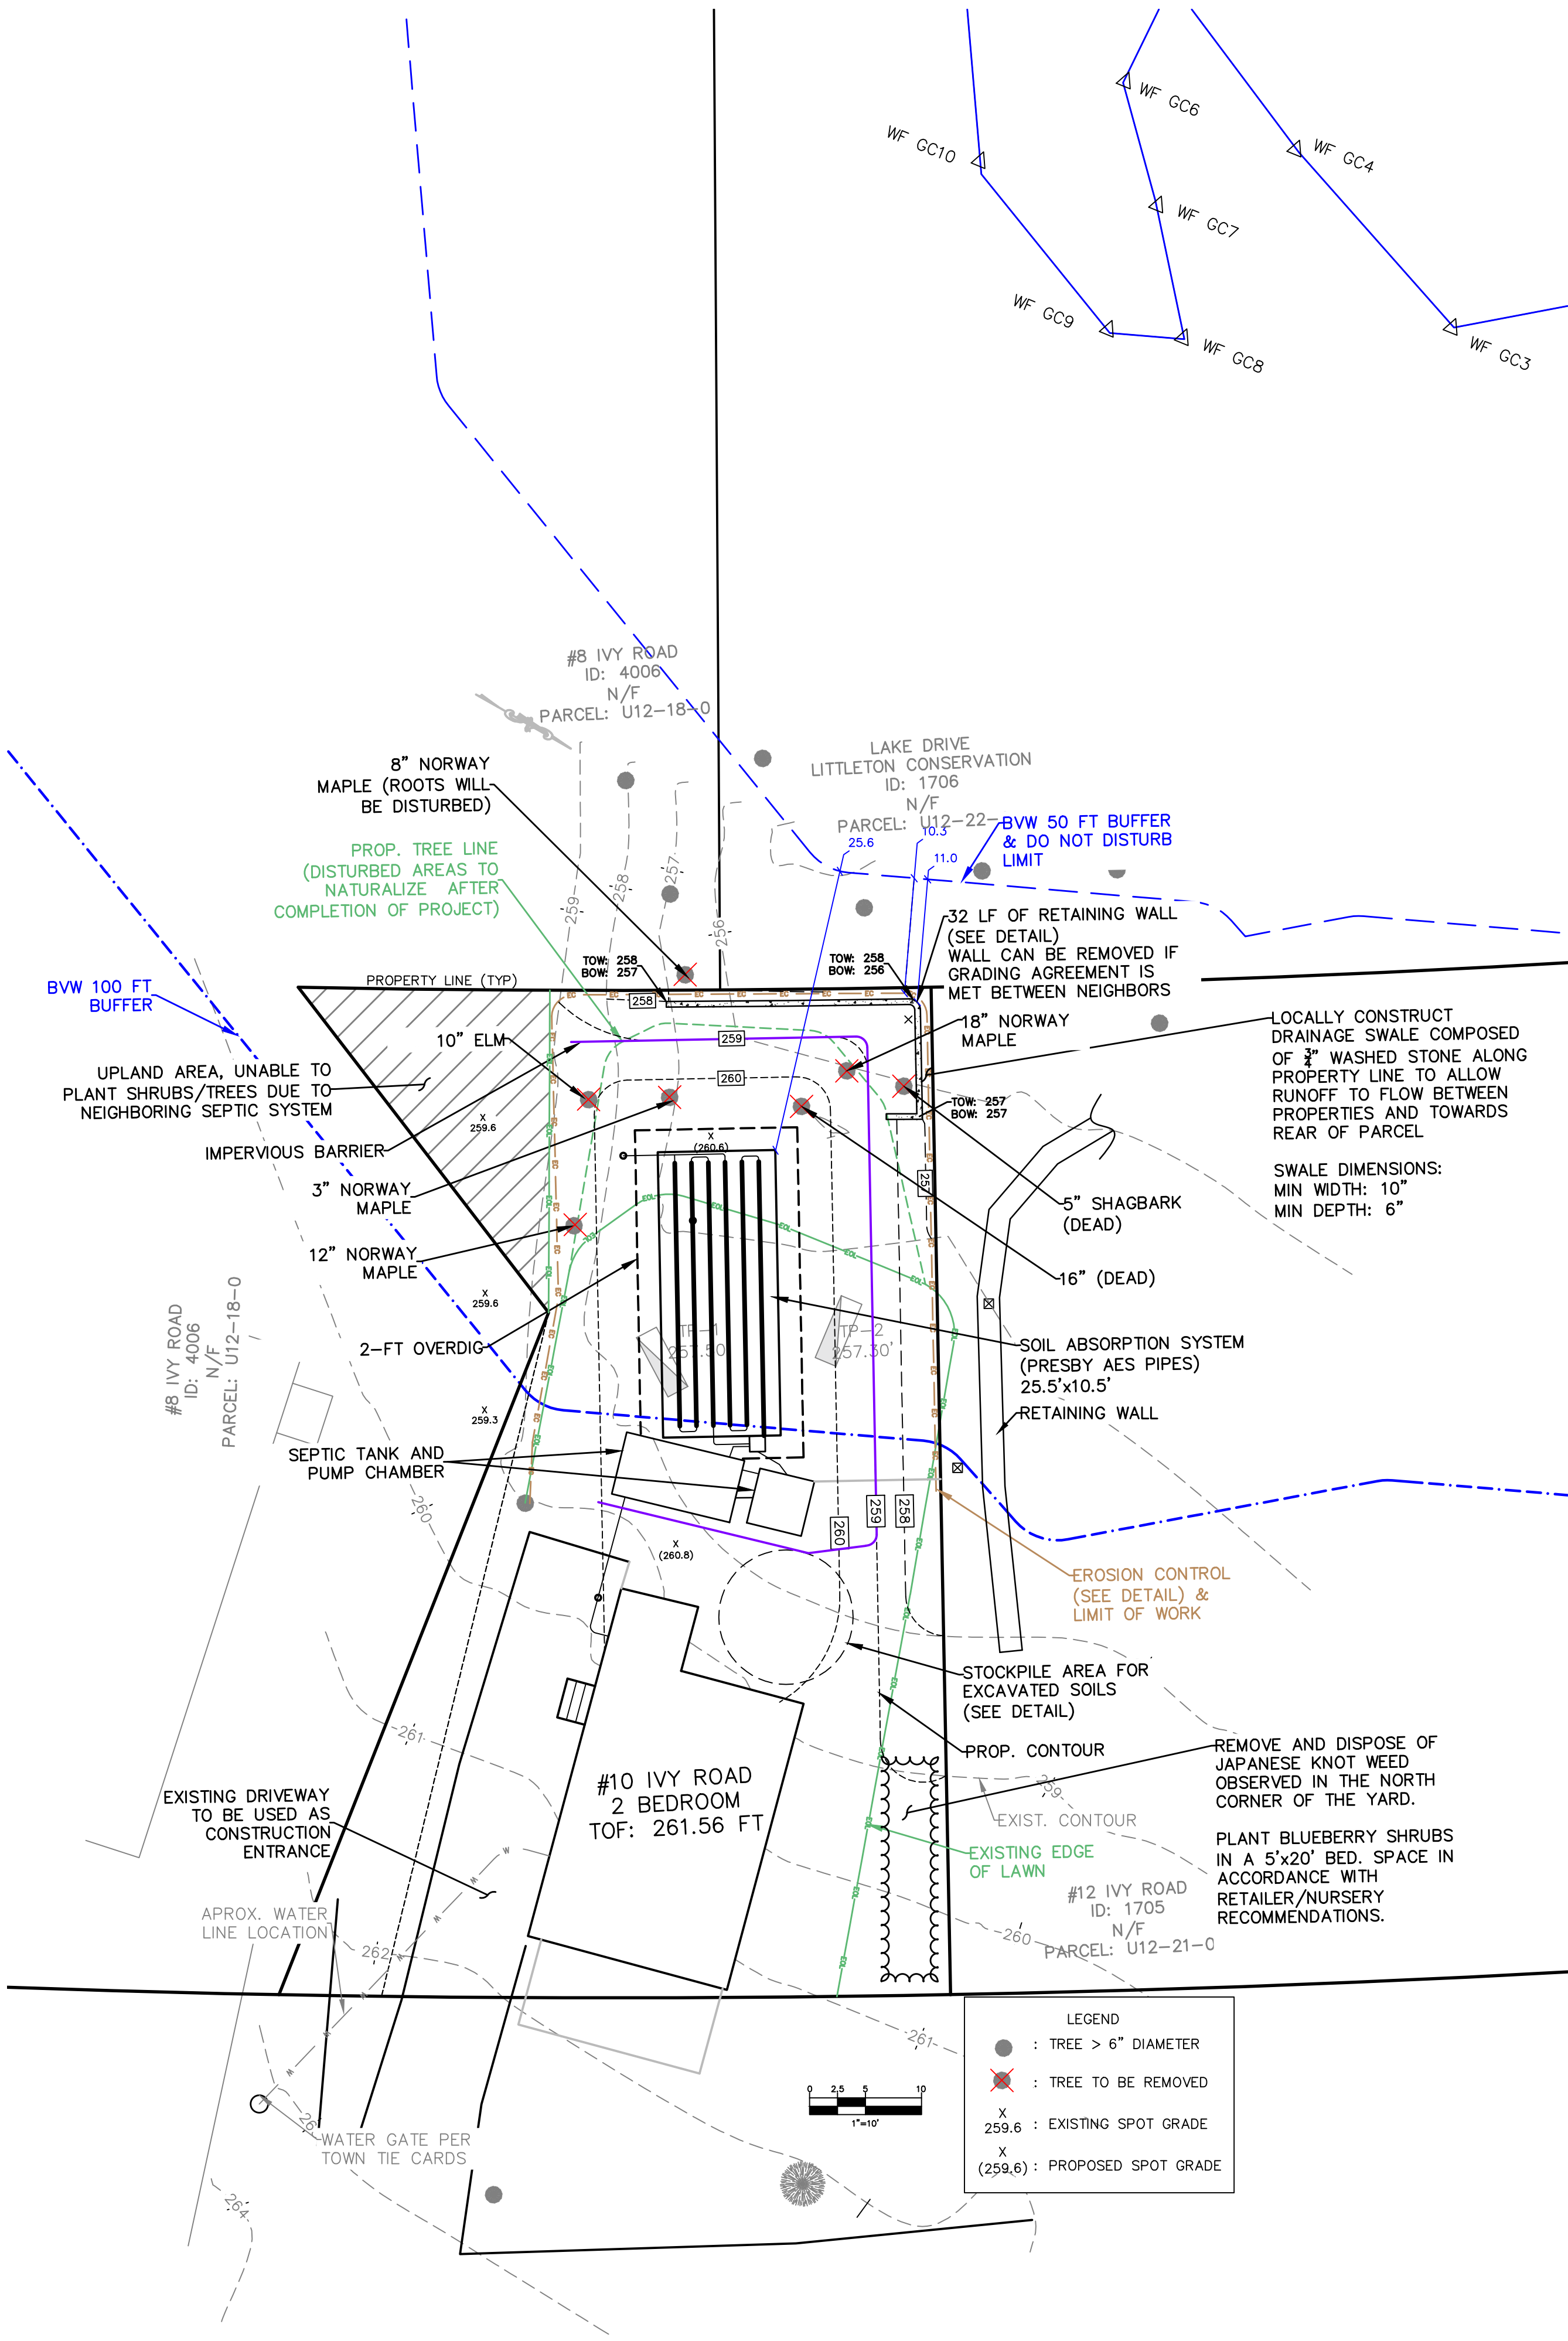 WF GC6
WF GC10
WF GC4
WF GC7
WF GC9
WF GC8
WF GC3
#8 IVY ROAD
ID: 4006
N/F
PARCEL: U12-18-0
LAKE DRIVE
LITTLETON CONSERVATION
ID: 1706
N/F
PARCEL: U12-22-
8" NORWAY
MAPLE (ROOTS WILL
BE DISTURBED)
25.6
10.3
11.0
BVW 50 FT BUFFER
& DO NOT DISTURB
LIMIT
PROP. TREE LINE
(DISTURBED AREAS TO
NATURALIZE AFTER
COMPLETION OF PROJECT)
259
258
257
256
32 LF OF RETAINING WALL
(SEE DETAIL)
WALL CAN BE REMOVED IF
GRADING AGREEMENT IS
MET BETWEEN NEIGHBORS
TOW: 258
BOW: 257
TOW: 258
BOW: 256
PROPERTY LINE (TYP)
BVW 100 FT
BUFFER
258
259
260
10" ELM
18" NORWAY
MAPLE
LOCALLY CONSTRUCT
DRAINAGE SWALE COMPOSED
OF 3/4" WASHED STONE ALONG
PROPERTY LINE TO ALLOW
RUNOFF TO FLOW BETWEEN
PROPERTIES AND TOWARDS
REAR OF PARCEL
SWALE DIMENSIONS:
MIN WIDTH: 10"
MIN DEPTH: 6"
UPLAND AREA, UNABLE TO
PLANT SHRUBS/TREES DUE TO
NEIGHBORING SEPTIC SYSTEM
X
259.6
TOW: 257
BOW: 257
IMPERVIOUS BARRIER
X
(260.6)
3" NORWAY
MAPLE
5" SHAGBARK
(DEAD)
12" NORWAY
MAPLE
16" (DEAD)
X
259.6
2-FT OVERDIG
TP-1
257.50
TP-2
257.30'
SOIL ABSORPTION SYSTEM
(PRESBY AES PIPES)
25.5'x10.5'
#8 IVY ROAD
ID: 4006
N/F
PARCEL: U12-18-0
X
259.3
RETAINING WALL
SEPTIC TANK AND
PUMP CHAMBER
260
260
259
258
X
(260.8)
EROSION CONTROL
(SEE DETAIL) &
LIMIT OF WORK
STOCKPILE AREA FOR
EXCAVATED SOILS
(SEE DETAIL)
261
PROP. CONTOUR
REMOVE AND DISPOSE OF
JAPANESE KNOT WEED
OBSERVED IN THE NORTH
CORNER OF THE YARD.
PLANT BLUEBERRY SHRUBS
IN A 5'x20' BED. SPACE IN
ACCORDANCE WITH
RETAILER/NURSERY
RECOMMENDATIONS.
#10 IVY ROAD
2 BEDROOM
TOF: 261.56 FT
259
EXIST. CONTOUR
EXISTING DRIVEWAY
TO BE USED AS
CONSTRUCTION
ENTRANCE
EXISTING EDGE
OF LAWN
#12 IVY ROAD
ID: 1705
N/F
PARCEL: U12-21-0
APROX. WATER
LINE LOCATION
262
260
261
WATER GATE PER
TOWN TIE CARDS
264
0 2.5 5 10
1"=10'
LEGEND
: TREE > 6" DIAMETER
: TREE TO BE REMOVED
X
259.6 : EXISTING SPOT GRADE
X
(259.6) : PROPOSED SPOT GRADE